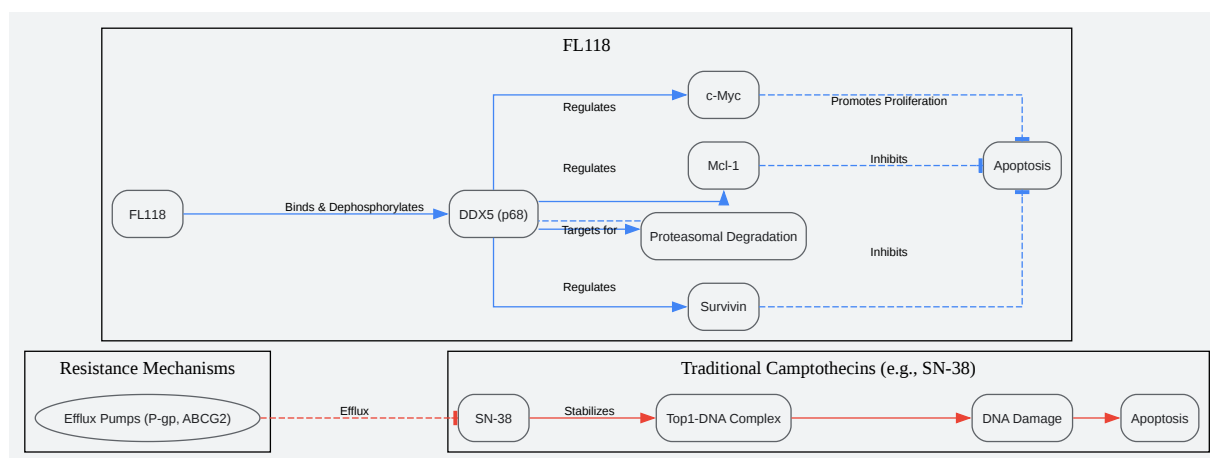 FL118
c-Myc
Regulates
Promotes Proliferation
Mcl-1
Regulates
Inhibits
Apoptosis
FL118
Binds & Dephosphorylates
DDX5 (p68)
Targets for
Proteasomal Degradation
Inhibits
Regulates
Survivin
Resistance Mechanisms
Efflux Pumps (P-gp, ABCG2)
Efflux
Traditional Camptothecins (e.g., SN-38)
SN-38
Stabilizes
Top1-DNA Complex
DNA Damage
Apoptosis